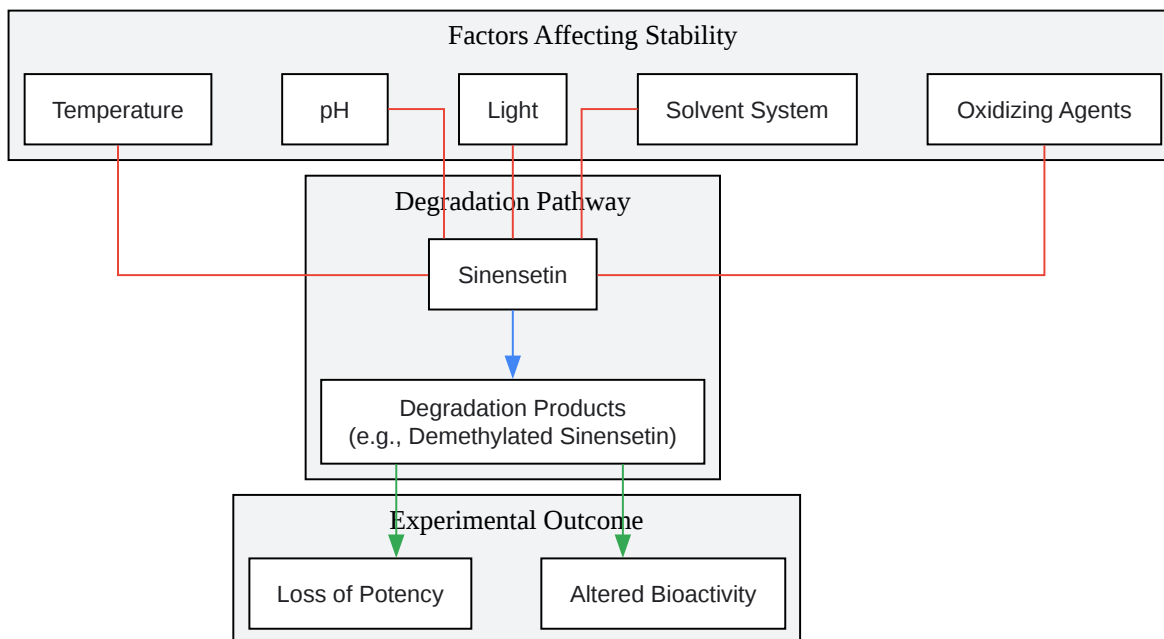 Factors Affecting Stability
Temperature
pH
Light
Solvent System
Oxidizing Agents
Degradation Pathway
Sinensetin
Degradation Products
(e.g., Demethylated Sinensetin)
Experimental Outcome
Loss of Potency
Altered Bioactivity